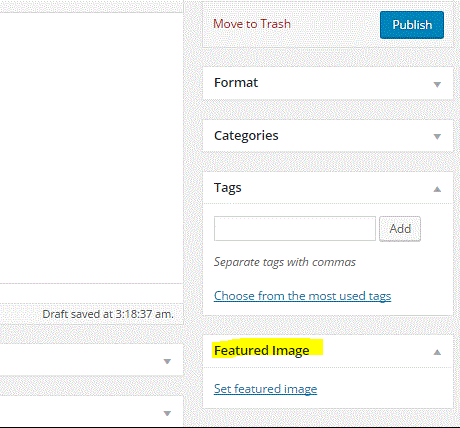 Move to Trash
Publish
Format
Categories
Tags
Add
Separate tags with commas
Choose from the most used tags
Draft saved at 3:18:37 am.
Featured Image
Set featured image